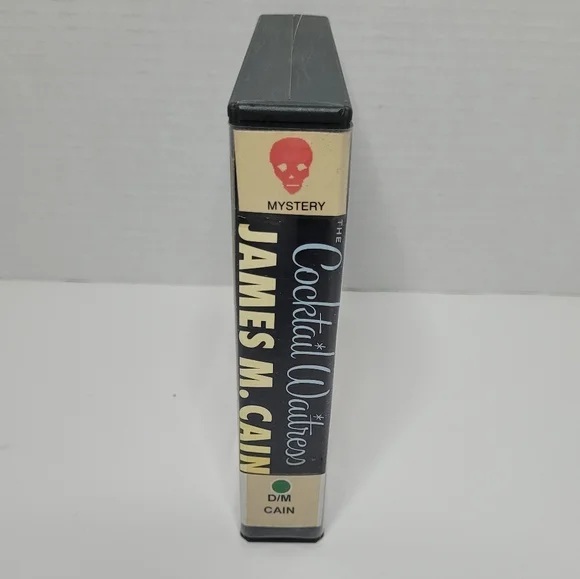 MYSTERY
THE
Cocktail Waitress
JAMES M. CAIN
D/M
CAIN